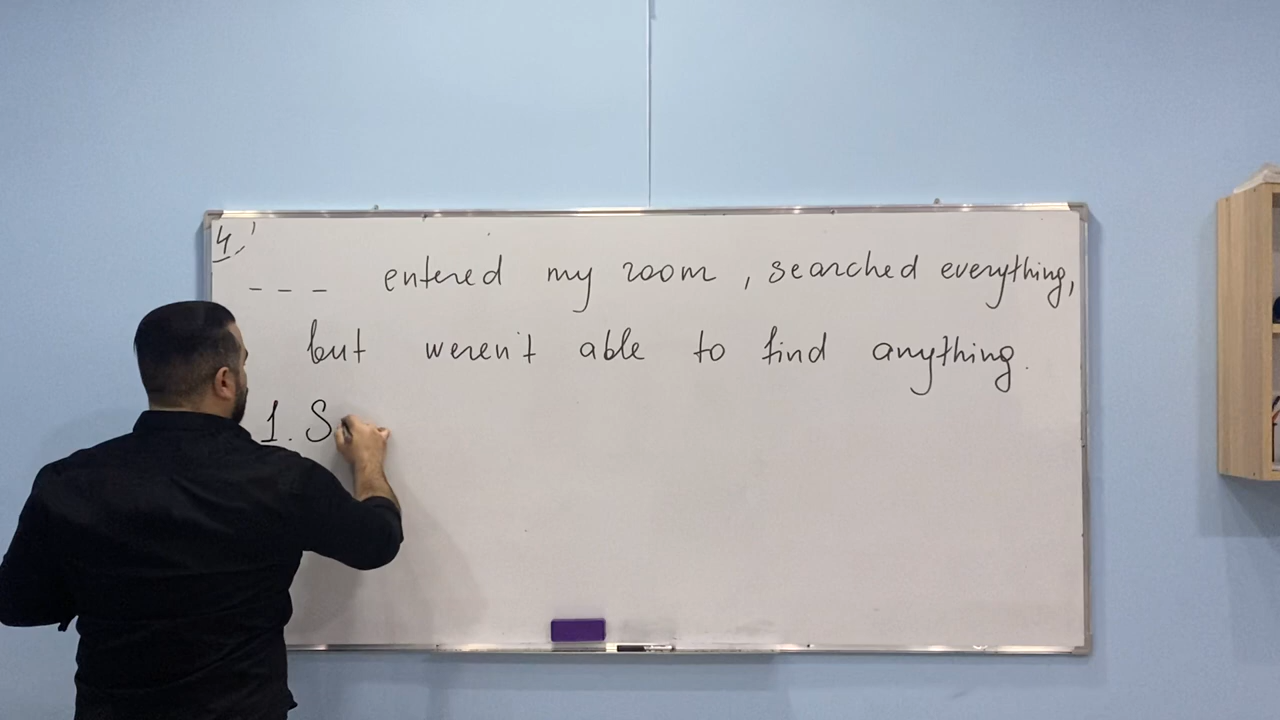 4.
_ _ _ entered my room, searched everything,
but weren't able to find anything.
1. S